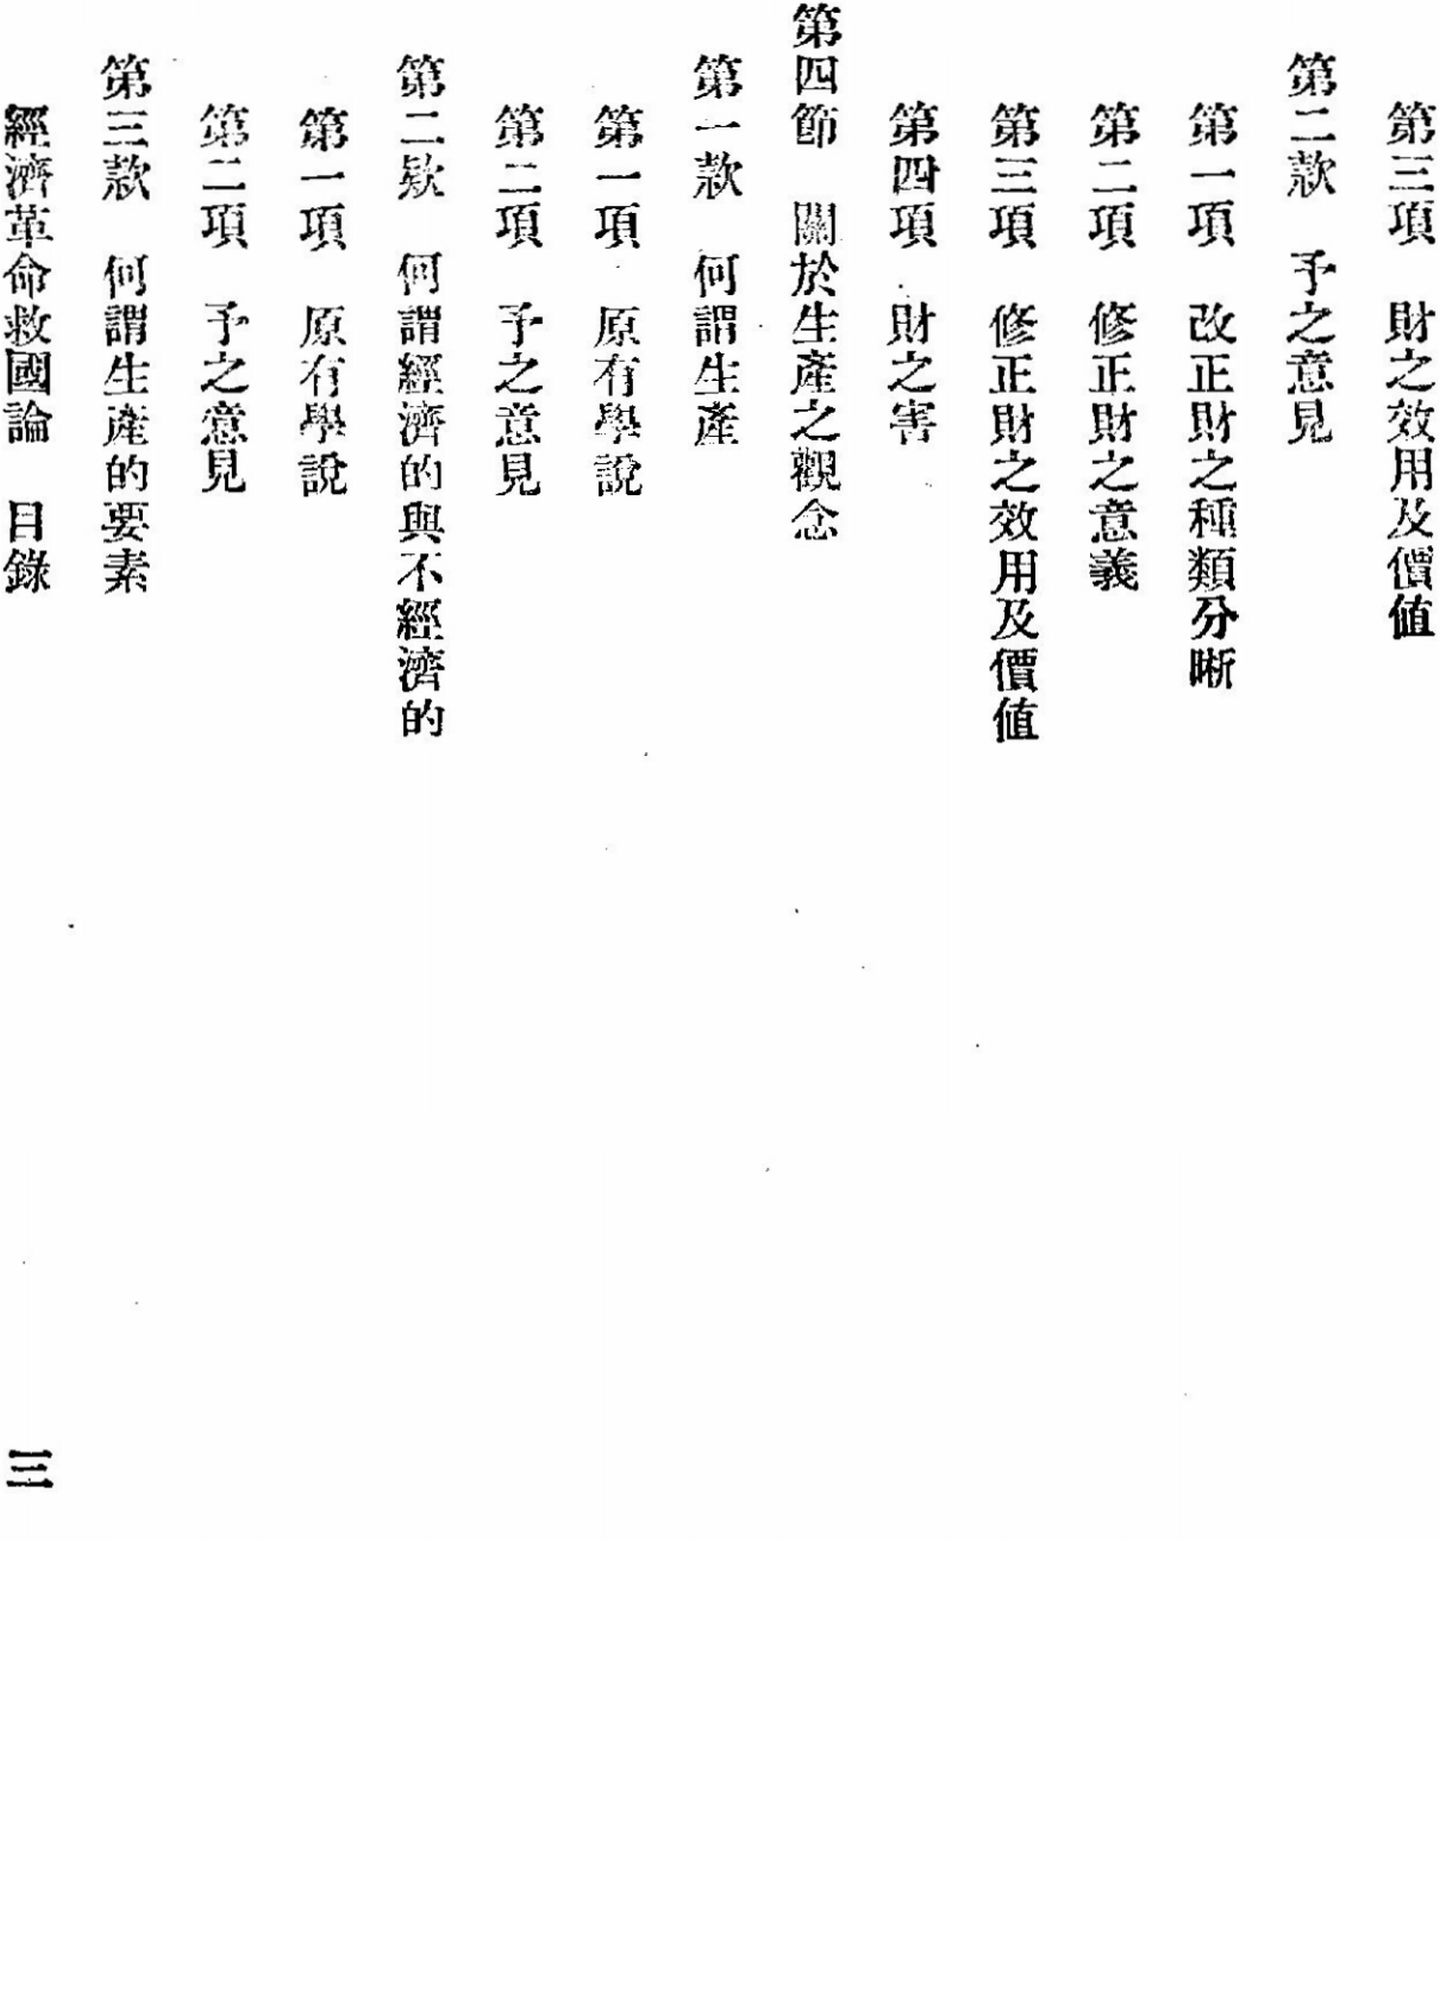 第三項　財之效用及價値
第二款　予之意見
第一項　改正財之種類分晰
第二項　修正財之意義
第三項　修正財之效用及價値
第四項　財之害
第四節　關於生產之觀念
第一款　何謂生產
第一項　原有學說
第二項　予之意見
第二款　何謂經濟的與不經濟的
第一項　原有學說
第二項　予之意見
第三款　何謂生產的要素
經濟革命救國論　目錄
三